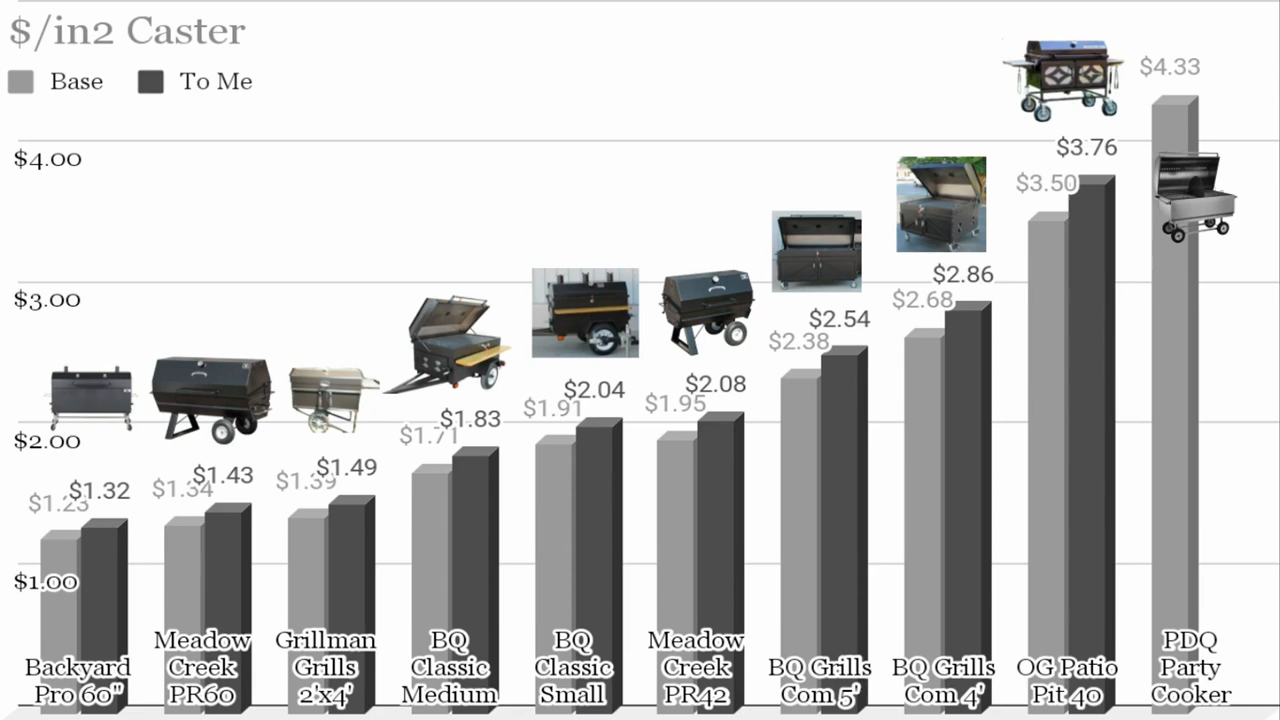 $/in2 Caster
Base
To Me
$4.33
$4.00
$3.76
$3.50
$3.00
$2.86
$2.68
$2.54
$2.38
$2.08
$2.04
$1.95
$1.91
$1.83
$1.71
$2.00
$1.49
$1.43
$1.39
$1.34
$1.32
$1.23
$1.00
Backyard
Pro 60"
Meadow
Creek
PR60
Grillman
Grills
2'x4'
BQ
Classic
Medium
BQ
Classic
Small
Meadow
Creek
PR42
BQ Grills
Com 5'
BQ Grills
Com 4'
OG Patio
Pit 40
PDQ
Party
Cooker